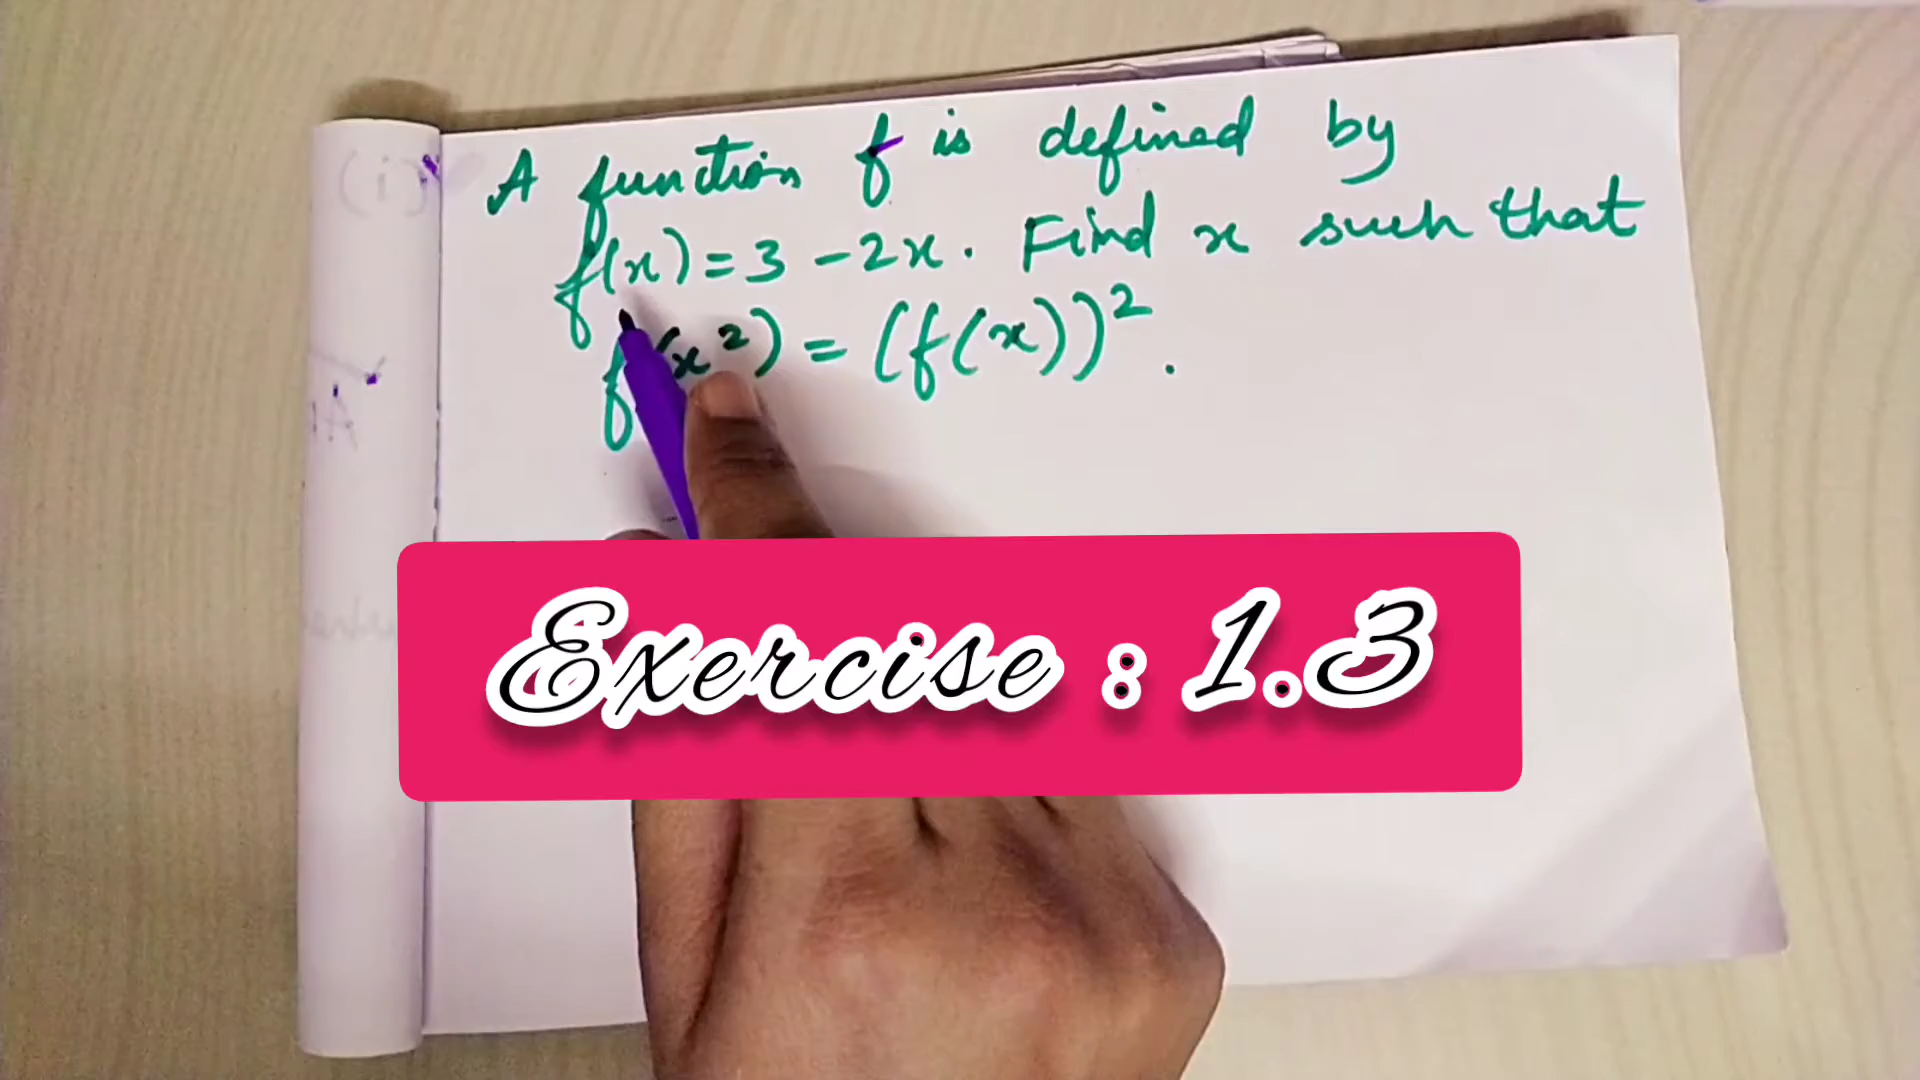 A function f is defined by
f(x) = 3 - 2x. Find x such that
f(x²) = (f(x))².
Exercise : 1.3
(i)